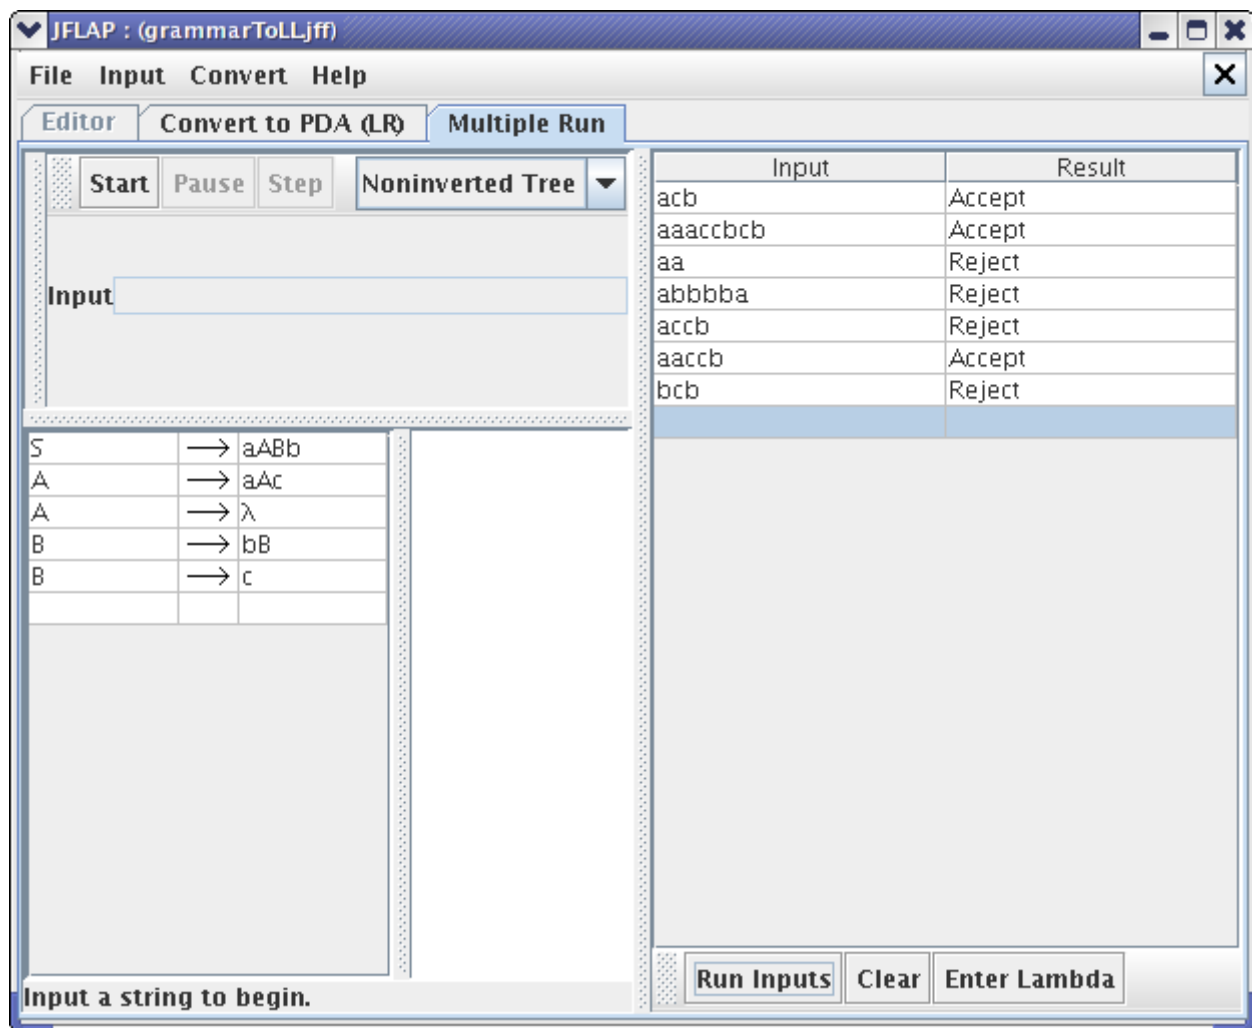 JFLAP : (grammarToLL.jff)
File Input Convert Help
Editor Convert to PDA (LR) Multiple Run
Start Pause Step Noninverted Tree
Input
S → aABb
A → aAc
A → λ
B → bB
B → c
Input a string to begin.
Input Result
acb Accept
aaaccbcb Accept
aa Reject
abbbba Reject
accb Reject
aaccb Accept
bcb Reject
Run Inputs Clear Enter Lambda